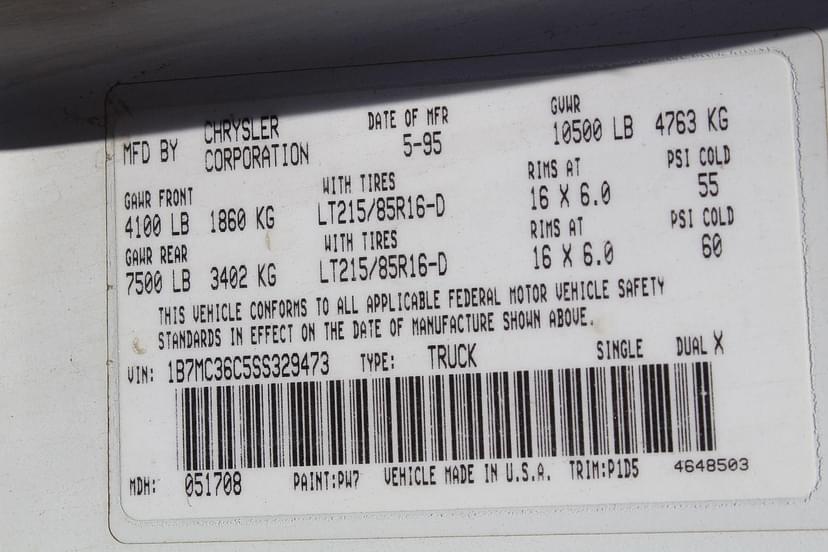 MFD BY CHRYSLER CORPORATION DATE OF MFR 5-95 GVWR 10500 LB 4763 KG
GAWR FRONT WITH TIRES RIMS AT PSI COLD
4100 LB 1860 KG LT215/85R16-D 16 X 6.0 55
GAWR REAR WITH TIRES RIMS AT PSI COLD
7500 LB 3402 KG LT215/85R16-D 16 X 6.0 60
THIS VEHICLE CONFORMS TO ALL APPLICABLE FEDERAL MOTOR VEHICLE SAFETY
STANDARDS IN EFFECT ON THE DATE OF MANUFACTURE SHOWN ABOVE.
VIN: 1B7MC36C5SS329473 TYPE: TRUCK SINGLE DUAL X
MDH: 051708 PAINT:PW7 VEHICLE MADE IN U.S.A. TRIM:P1D5 4648503